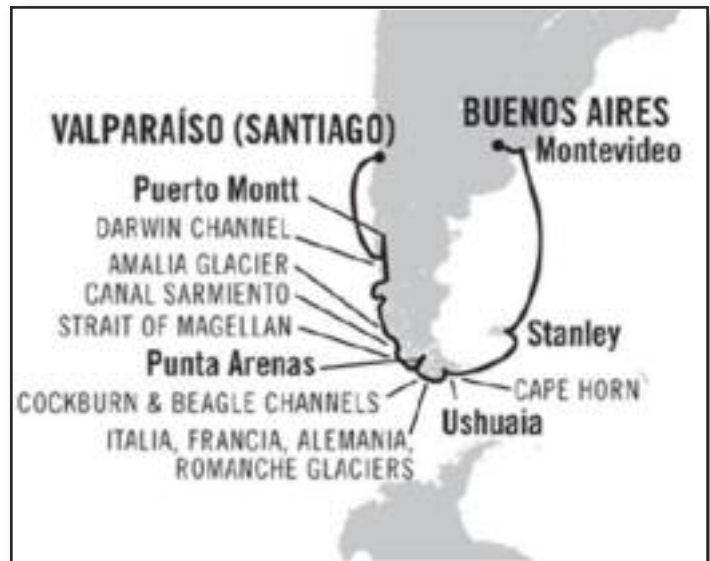 VALPARAÍSO (SANTIAGO)
BUENOS AIRES
Montevideo
Puerto Montt
DARWIN CHANNEL
AMALIA GLACIER
CANAL SARMIENTO
STRAIT OF MAGELLAN
Punta Arenas
COCKBURN & BEAGLE CHANNELS
ITALIA, FRANCIA, ALEMANIA,
ROMANCHE GLACIERS
Stanley
CAPE HORN
Ushuaia